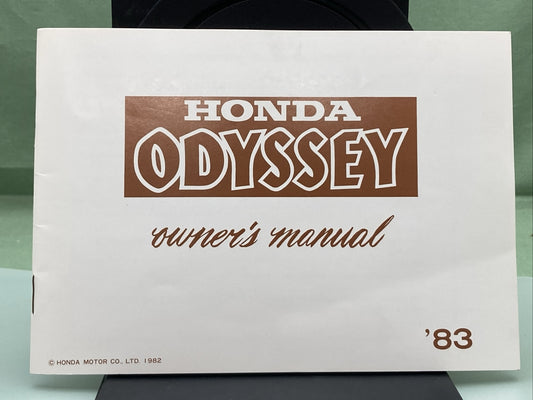 HONDA
ODYSSEY
owner's manual
'83
© HONDA MOTOR CO., LTD. 1982